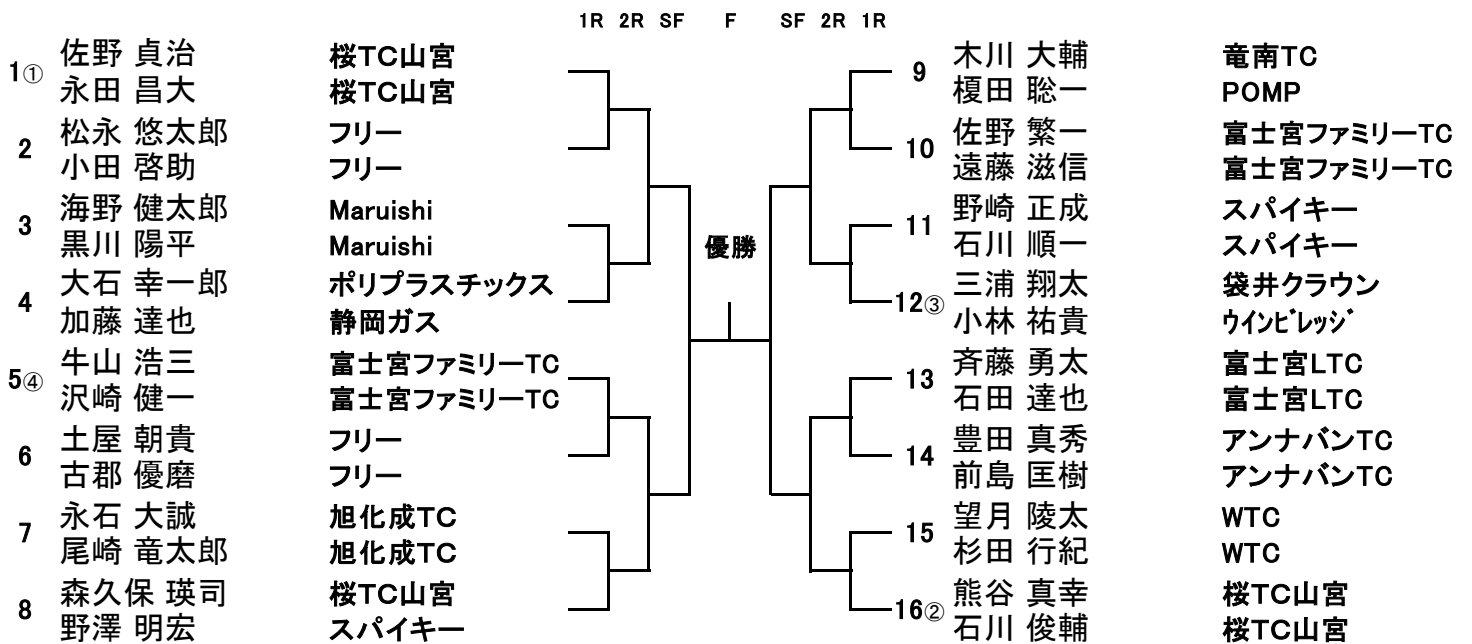 1R 2R SF F SF 2R 1R
1① 佐野 貞治 桜TC山宮
永田 昌大 桜TC山宮
2 松永 悠太郎 フリー
小田 啓助 フリー
3 海野 健太郎 Maruishi
黒川 陽平 Maruishi
4 大石 幸一郎 ポリプラスチックス
加藤 達也 静岡ガス
5④ 牛山 浩三 富士宮ファミリーTC
沢崎 健一 富士宮ファミリーTC
6 土屋 朝貴 フリー
古郡 優磨 フリー
7 永石 大誠 旭化成TC
尾崎 竜太郎 旭化成TC
8 森久保 瑛司 桜TC山宮
野澤 明宏 スパイキー
優勝
9 木川 大輔 竜南TC
榎田 聡一 POMP
10 佐野 繁一 富士宮ファミリーTC
遠藤 滋信 富士宮ファミリーTC
11 野崎 正成 スパイキー
石川 順一 スパイキー
12③ 三浦 翔太 袋井クラウン
小林 祐貴 ウインビレッジ
13 斉藤 勇太 富士宮LTC
石田 達也 富士宮LTC
14 豊田 真秀 アンナバンTC
前島 匡樹 アンナバンTC
15 望月 陵太 WTC
杉田 行紀 WTC
16② 熊谷 真幸 桜TC山宮
石川 俊輔 桜TC山宮